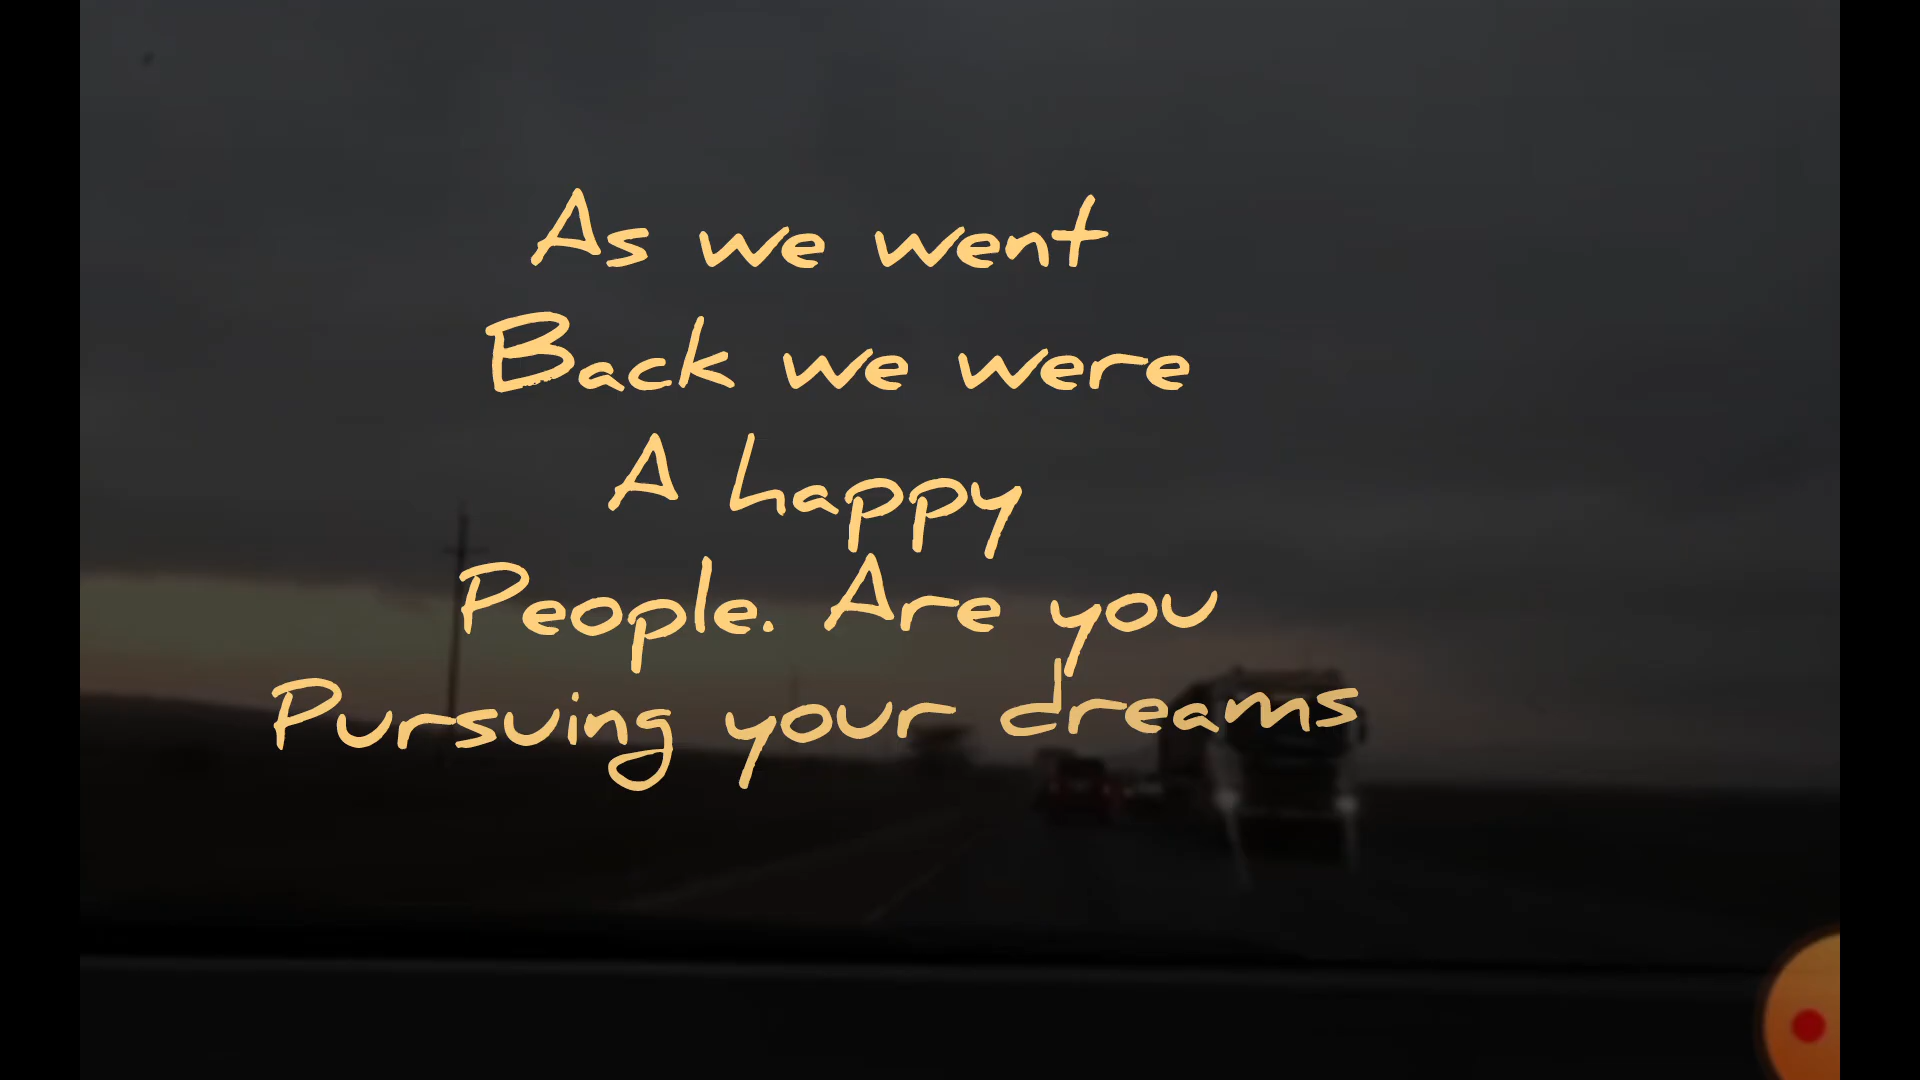 As we went
Back we were
A happy
People. Are you
Pursuing your dreams